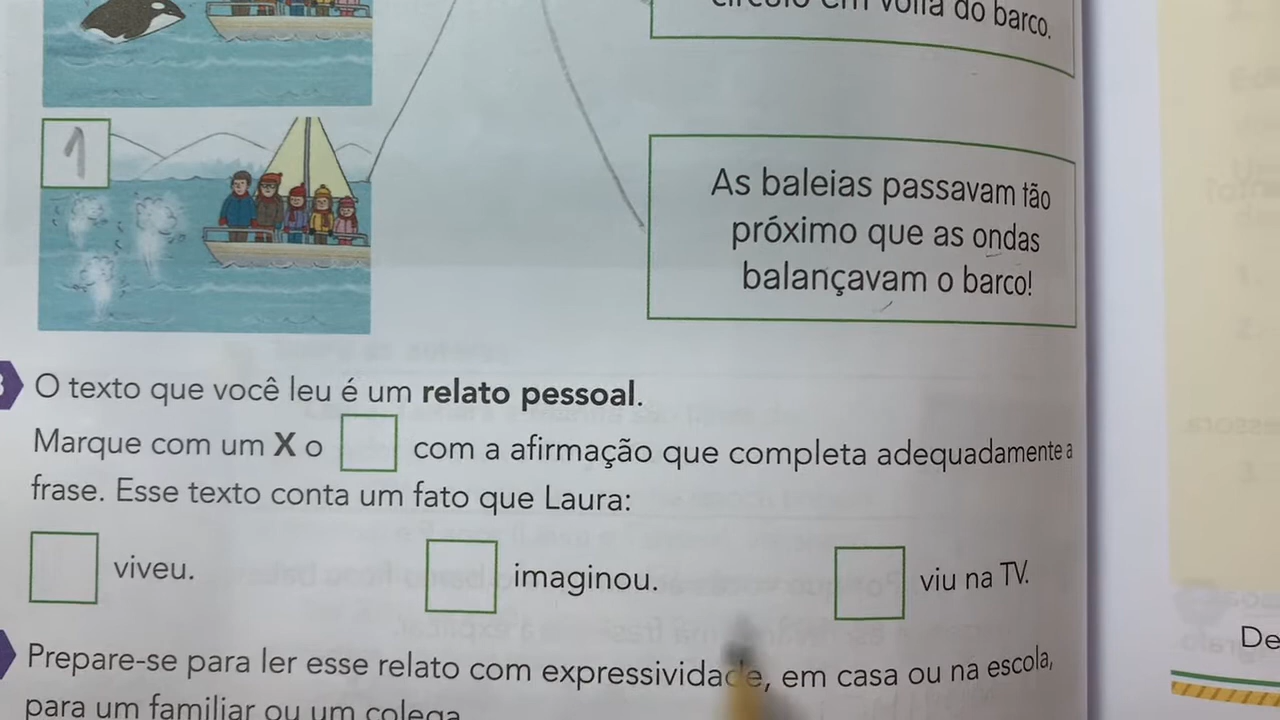 círculo em volta do barco.
1
As baleias passavam tão
próximo que as ondas
balançavam o barco!
O texto que você leu é um relato pessoal.
Marque com um X o com a afirmação que completa adequadamente a
frase. Esse texto conta um fato que Laura:
viveu. imaginou. viu na TV.
Prepare-se para ler esse relato com expressividade, em casa ou na escola,
para um familiar ou um colega
De